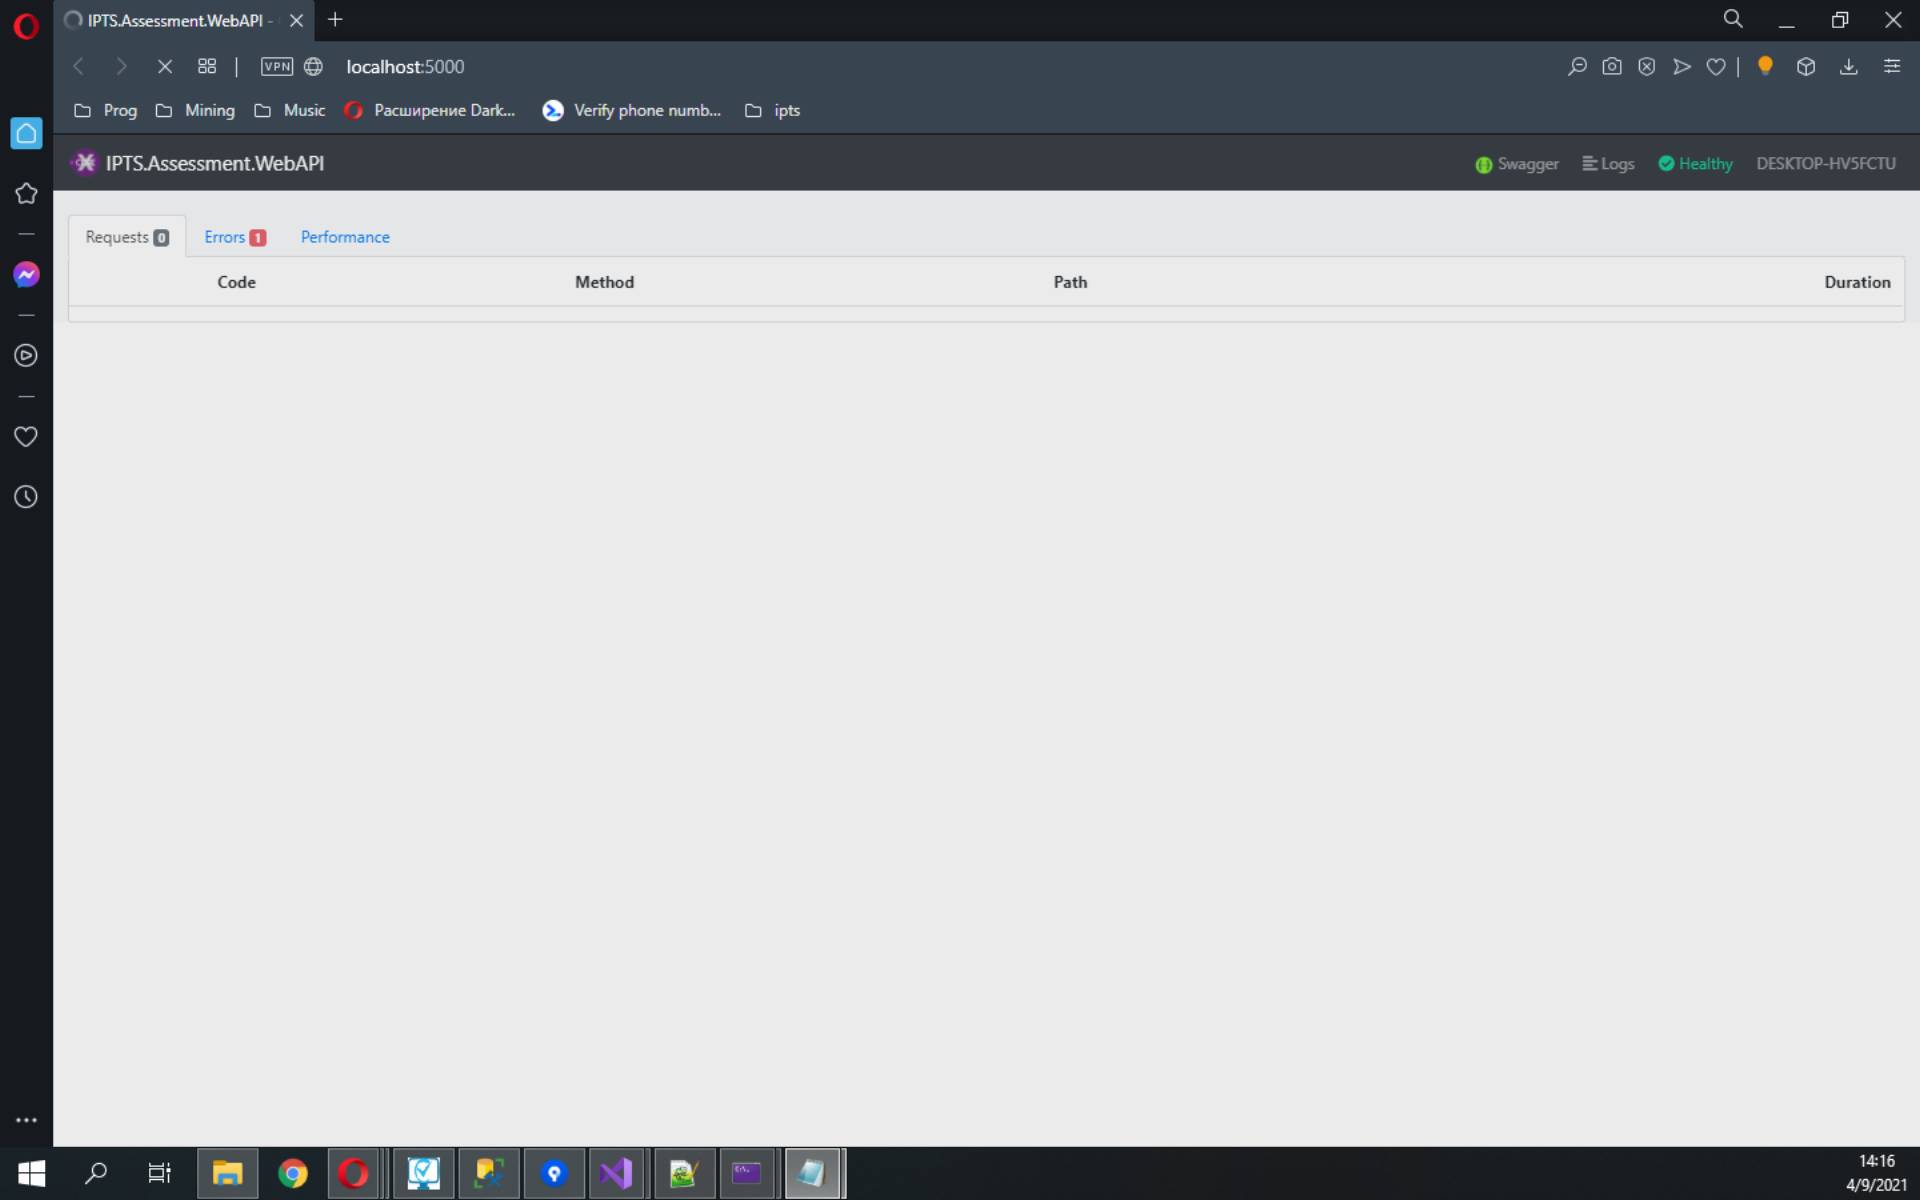 IPTS.Assessment.WebAPI -
VPN
localhost:5000
Prog
Mining
Music
Расширение Dark...
Verify phone numb...
ipts
IPTS.Assessment.WebAPI
Swagger
Logs
Healthy
DESKTOP-HV5FCTU
Requests 0
Errors 1
Performance
Code Method Path Duration
14:16
4/9/2021